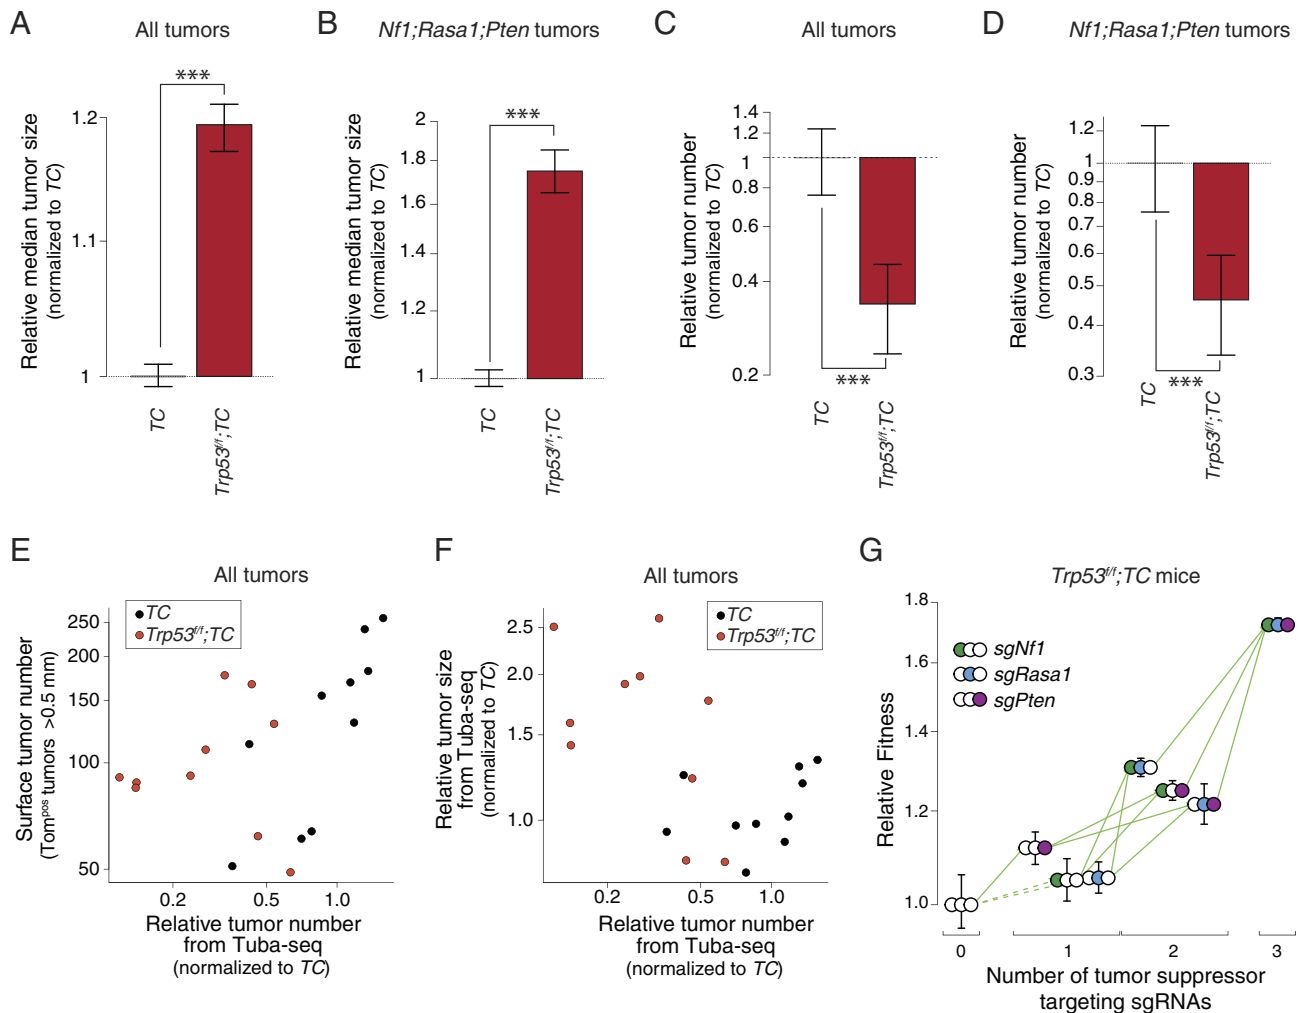 A
All tumors
Relative median tumor size
(normalized to TC)
1.2
1.1
1
***
TC
Trp53f/f;TC
B
Nf1;Rasa1;Pten tumors
Relative median tumor size
(normalized to TC)
2
1.8
1.6
1.4
1.2
1
***
TC
Trp53f/f;TC
C
All tumors
Relative tumor number
(normalized to TC)
1.4
1.2
1
0.8
0.6
0.4
0.2
***
TC
Trp53f/f;TC
D
Nf1;Rasa1;Pten tumors
Relative tumor number
(normalized to TC)
1.2
1
0.9
0.8
0.7
0.6
0.5
0.4
0.3
***
TC
Trp53f/f;TC
E
All tumors
TC
Trp53f/f;TC
Surface tumor number
(Tompos tumors >0.5 mm)
250
200
150
100
50
0.2
0.5
1.0
Relative tumor number
from Tuba-seq
(normalized to TC)
F
All tumors
TC
Trp53f/f;TC
Relative tumor size
from Tuba-seq
(normalized to TC)
2.5
2.0
1.5
1.0
0.2
0.5
1.0
Relative tumor number
from Tuba-seq
(normalized to TC)
G
Trp53f/f;TC mice
Relative Fitness
1.8
1.6
1.4
1.2
1.0
sgNf1
sgRasa1
sgPten
0
1
2
3
Number of tumor suppressor
targeting sgRNAs